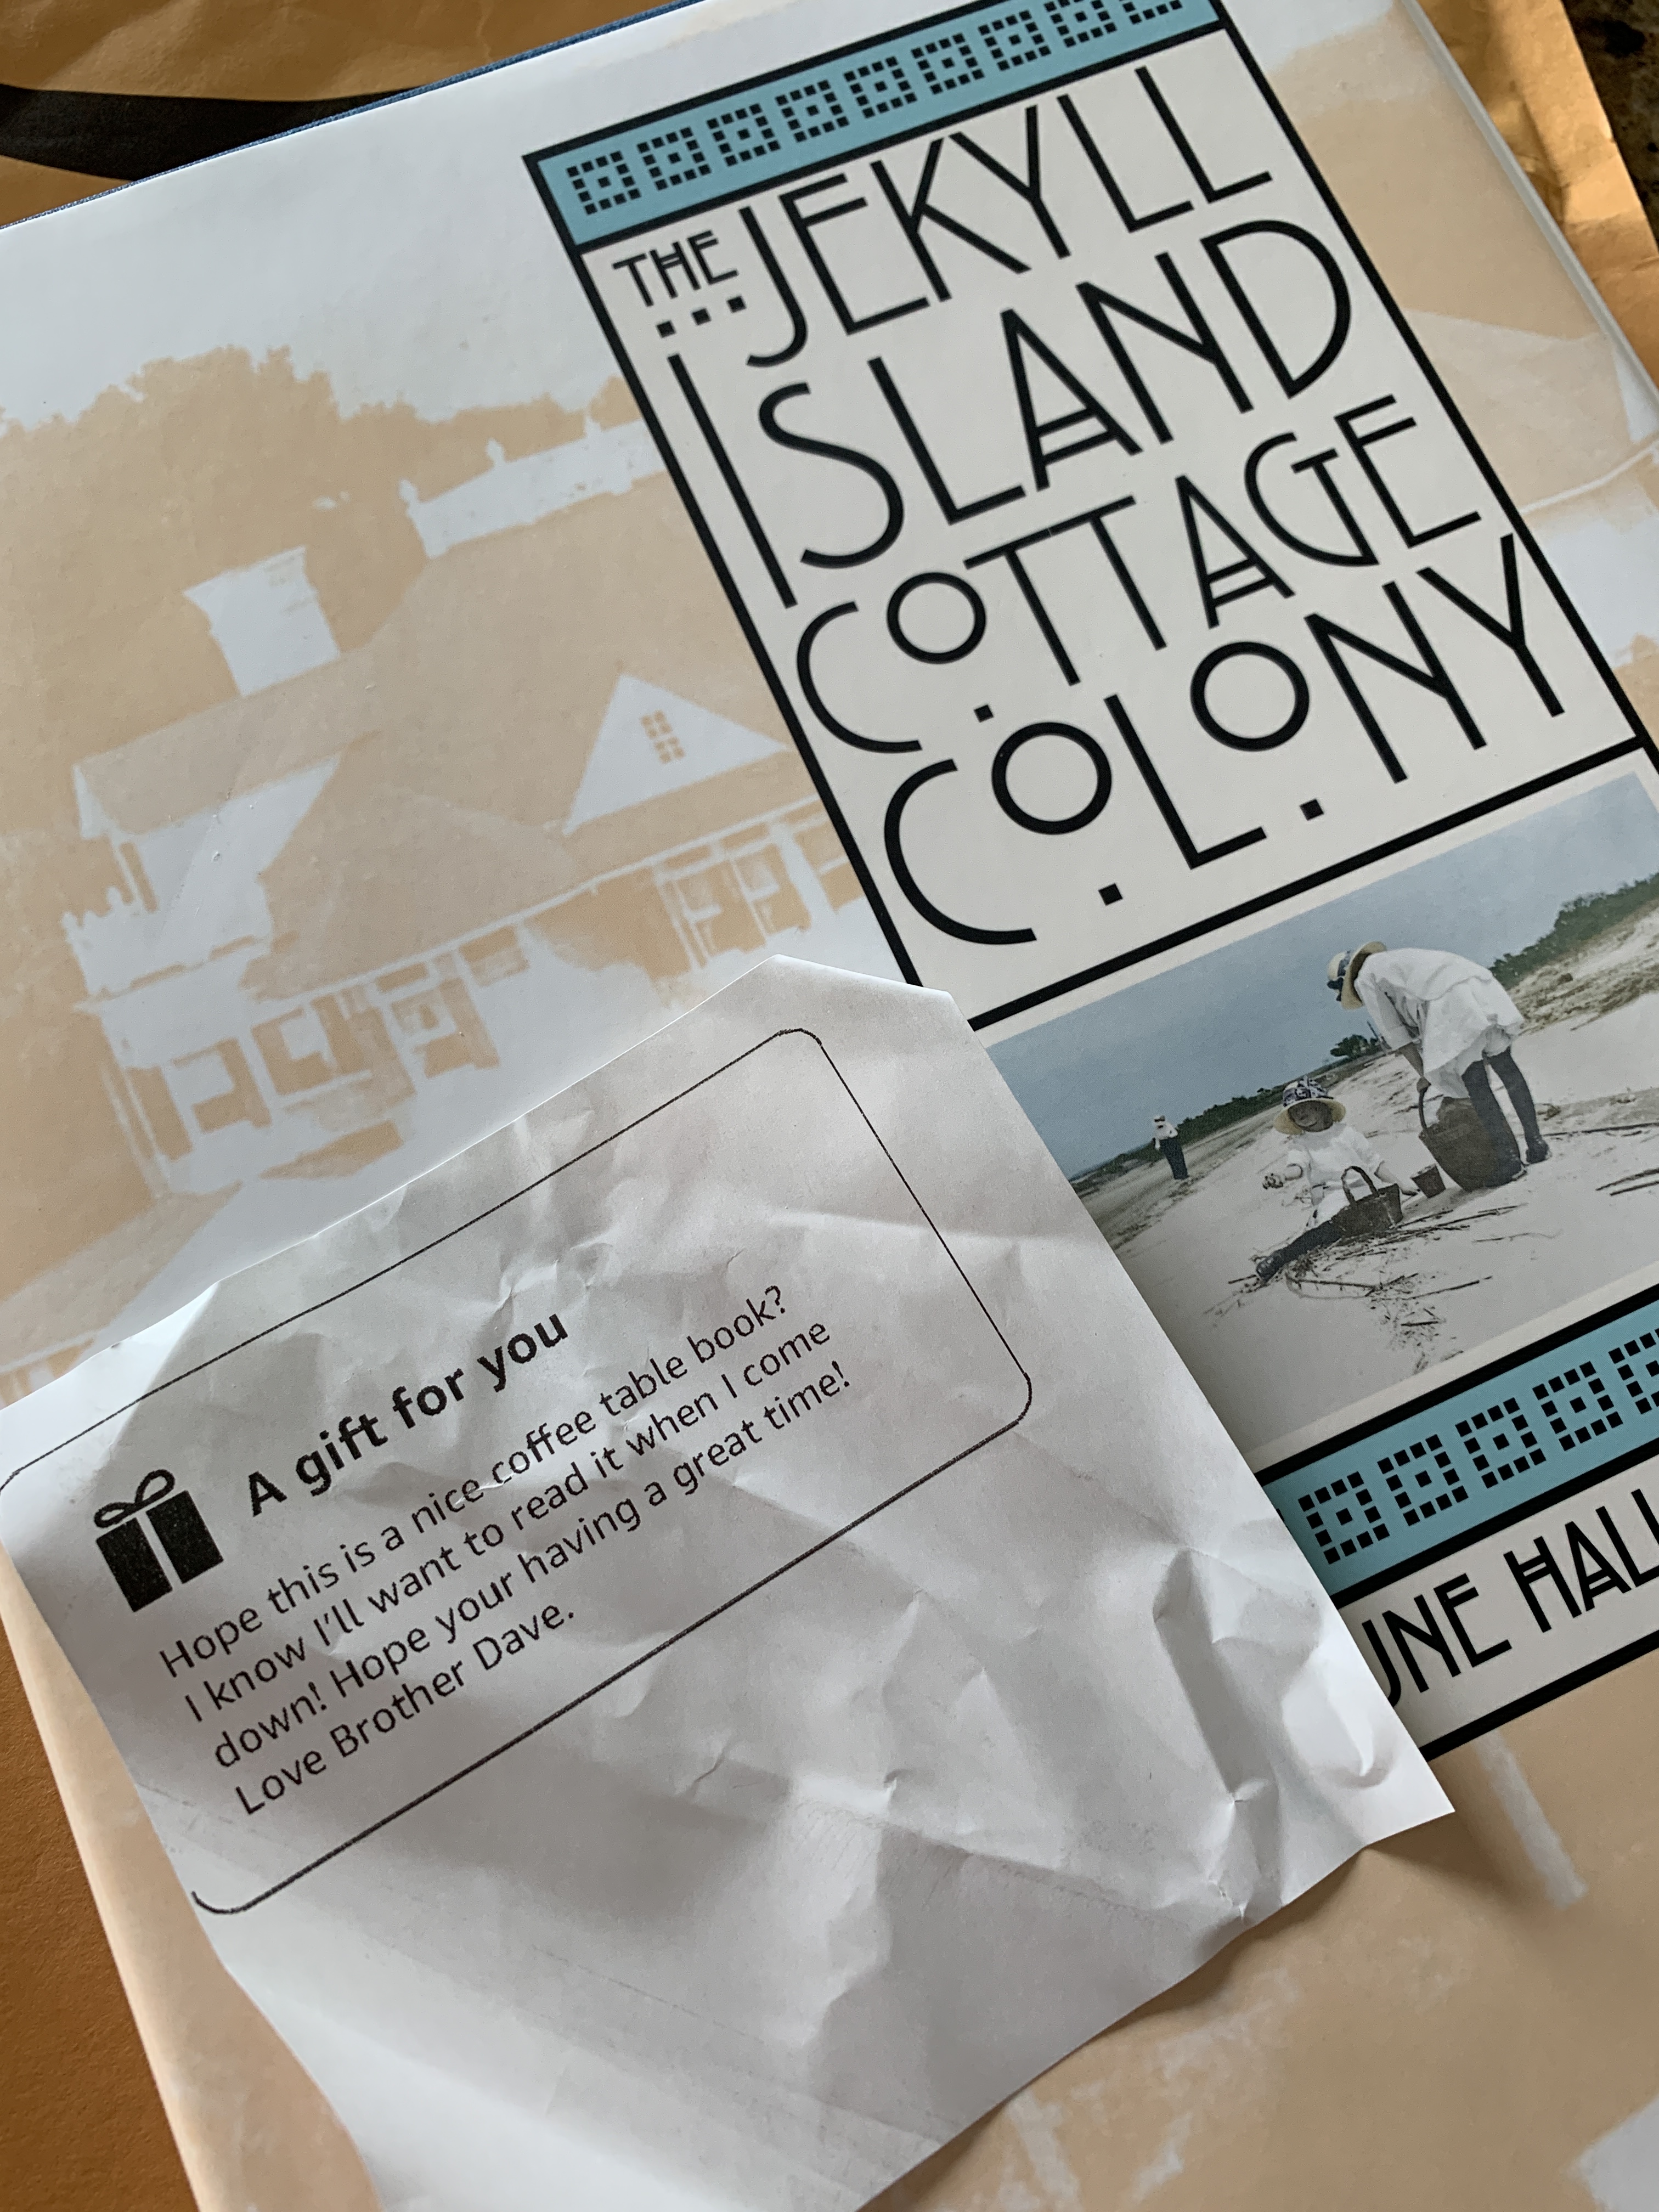 THE JEKYLL
ISLAND
COTTAGE
COLONY
A gift for you
Hope this is a nice coffee table book?
I know I'll want to read it when I come
down! Hope your having a great time!
Love Brother Dave.